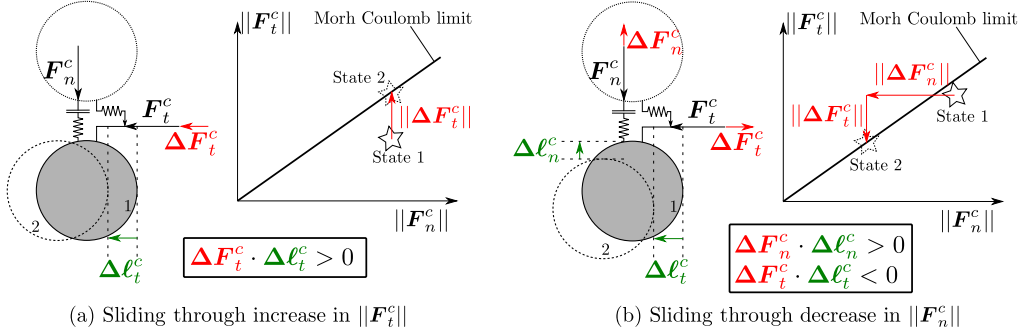 ||F_t^c||
Morh Coulomb limit
F_n^c
F_t^c
ΔF_t^c
State 2
||ΔF_t^c||
State 1
1
2
||F_n^c||
Δℓ_t^c
ΔF_t^c · Δℓ_t^c > 0
(a) Sliding through increase in ||F_t^c||
||F_t^c||
Morh Coulomb limit
ΔF_n^c
F_n^c
||ΔF_n^c||
F_t^c
||ΔF_t^c||
State 1
ΔF_t^c
Δℓ_n^c
State 2
1
2
||F_n^c||
Δℓ_t^c
ΔF_n^c · Δℓ_n^c > 0
ΔF_t^c · Δℓ_t^c < 0
(b) Sliding through decrease in ||F_n^c||